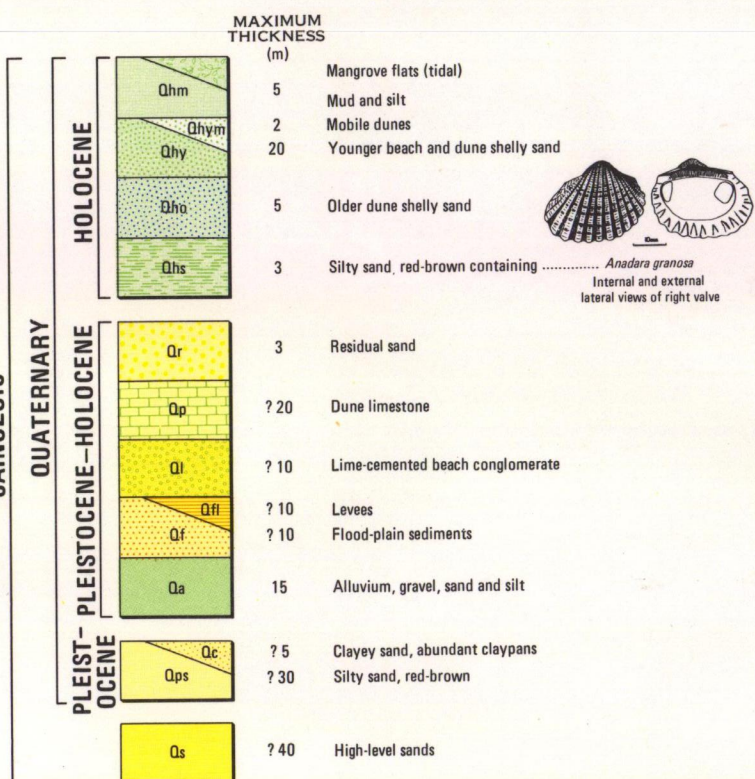 MAXIMUM
THICKNESS
(m)
Mangrove flats (tidal)
Qhm 5
Mud and silt
Qhym 2 Mobile dunes
Qhy 20 Younger beach and dune shelly sand
Qho 5 Older dune shelly sand
Qhs 3 Silty sand, red-brown containing .............. Anadara granosa
Internal and external
lateral views of right valve
HOLOCENE
Qr 3 Residual sand
Qp ? 20 Dune limestone
Ql ? 10 Lime-cemented beach conglomerate
Qfl ? 10 Levees
Qf ? 10 Flood-plain sediments
Qa 15 Alluvium, gravel, sand and silt
PLEISTOCENE–HOLOCENE
Qc ? 5 Clayey sand, abundant claypans
Qps ? 30 Silty sand, red-brown
PLEIST-
OCENE
QUATERNARY
Qs ? 40 High-level sands